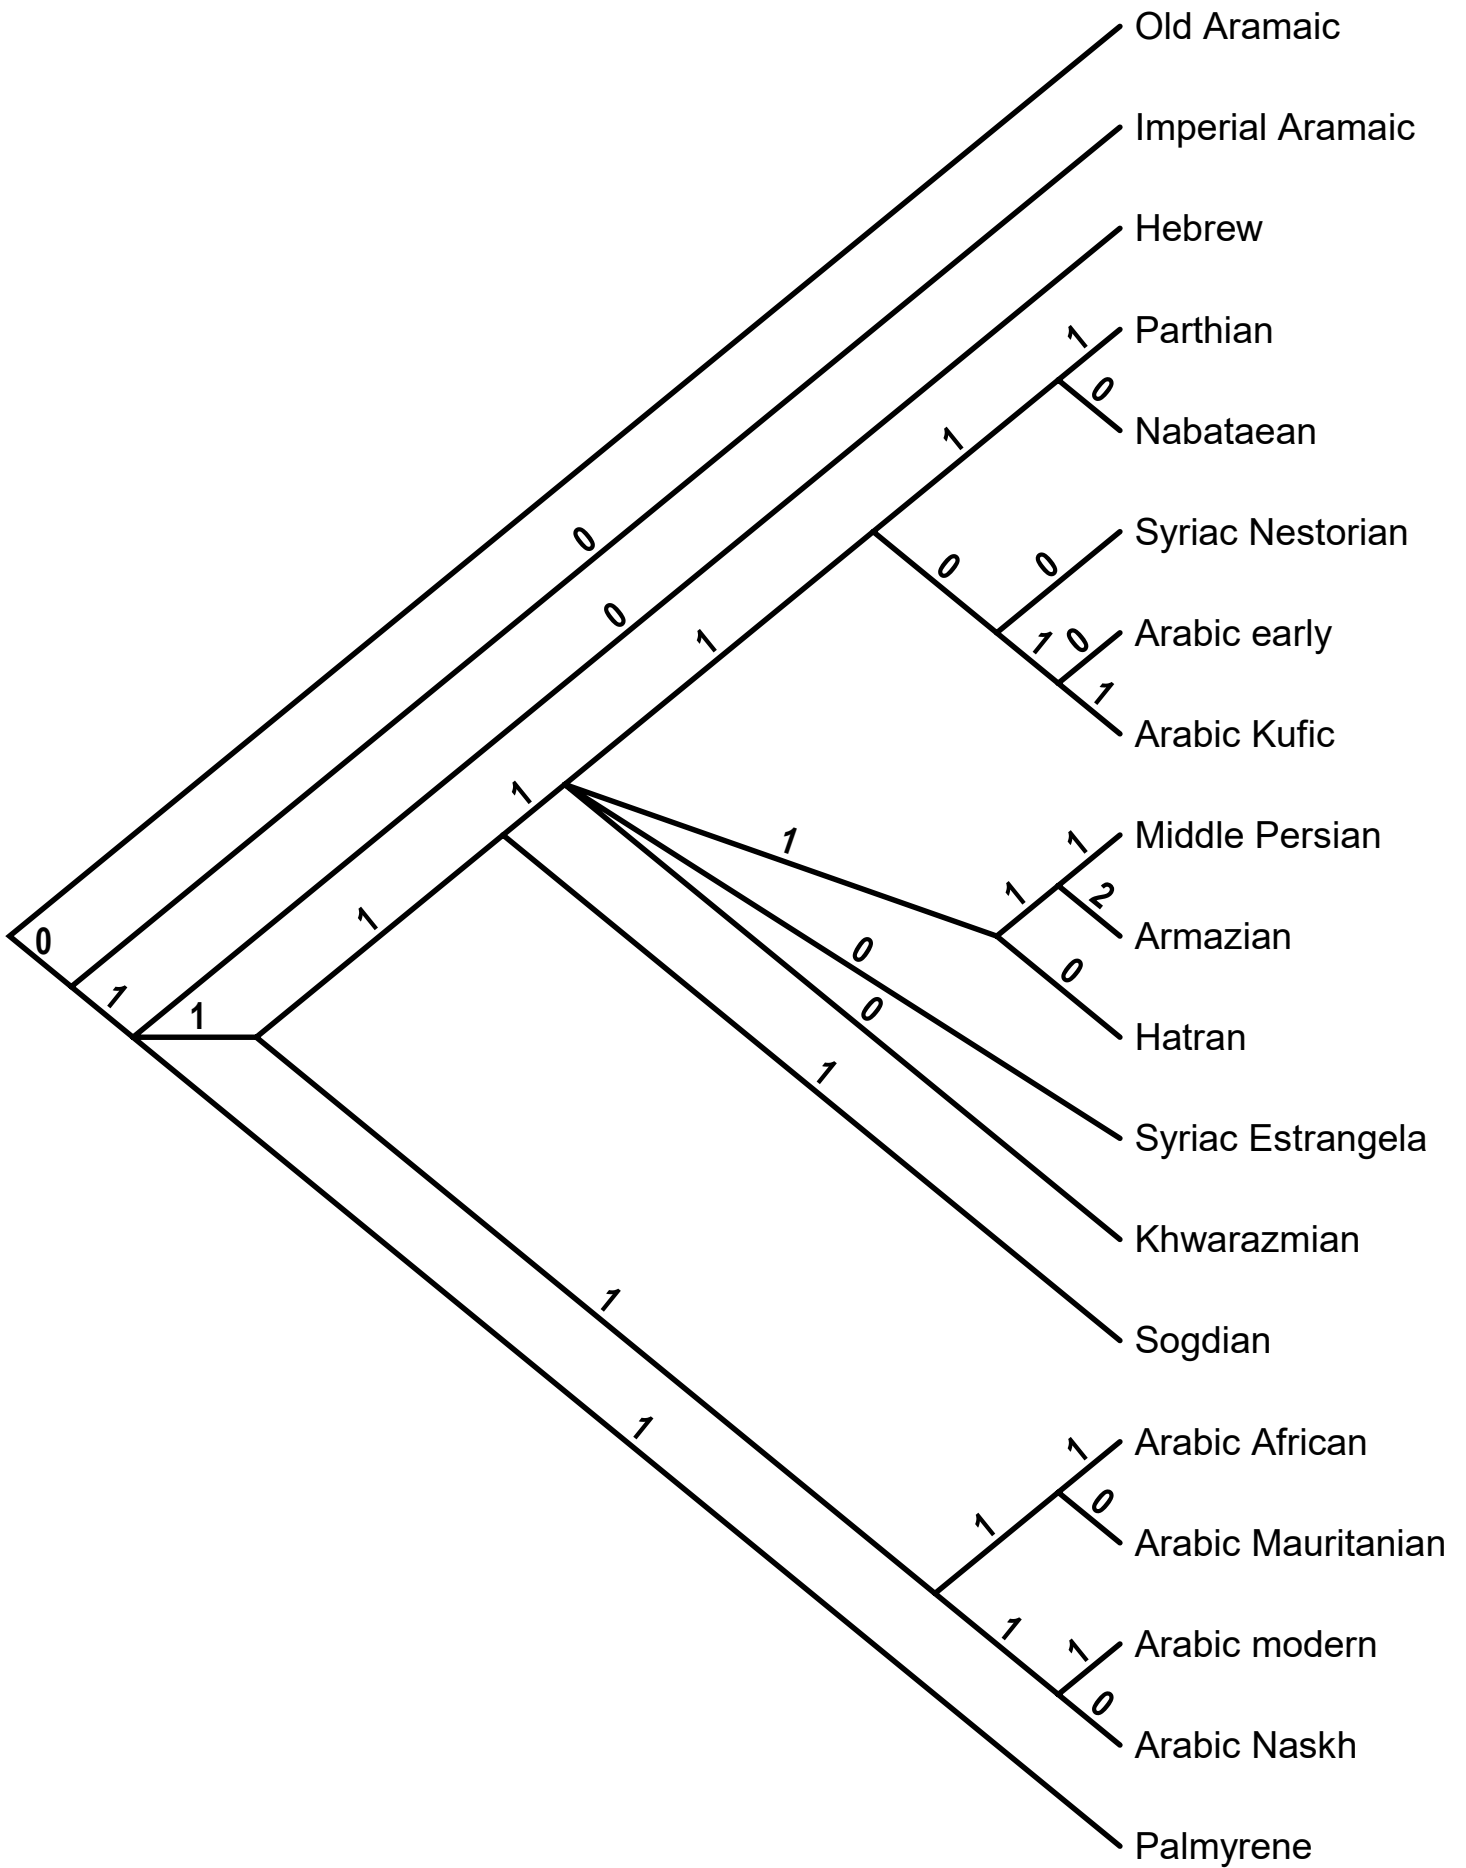 Old Aramaic
Imperial Aramaic
Hebrew
1 Parthian
0
1
Nabataean
0
Syriac Nestorian
0 0
0
1 0 Arabic early
1
1
Arabic Kufic
1
1
1 Middle Persian
1 2
1
0 Armazian
0
0
1 1
0
Hatran
1
Syriac Estrangela
Khwarazmian
1
Sogdian
1
1 Arabic African
0
1
Arabic Mauritanian
1 1 Arabic modern
0
Arabic Naskh
Palmyrene